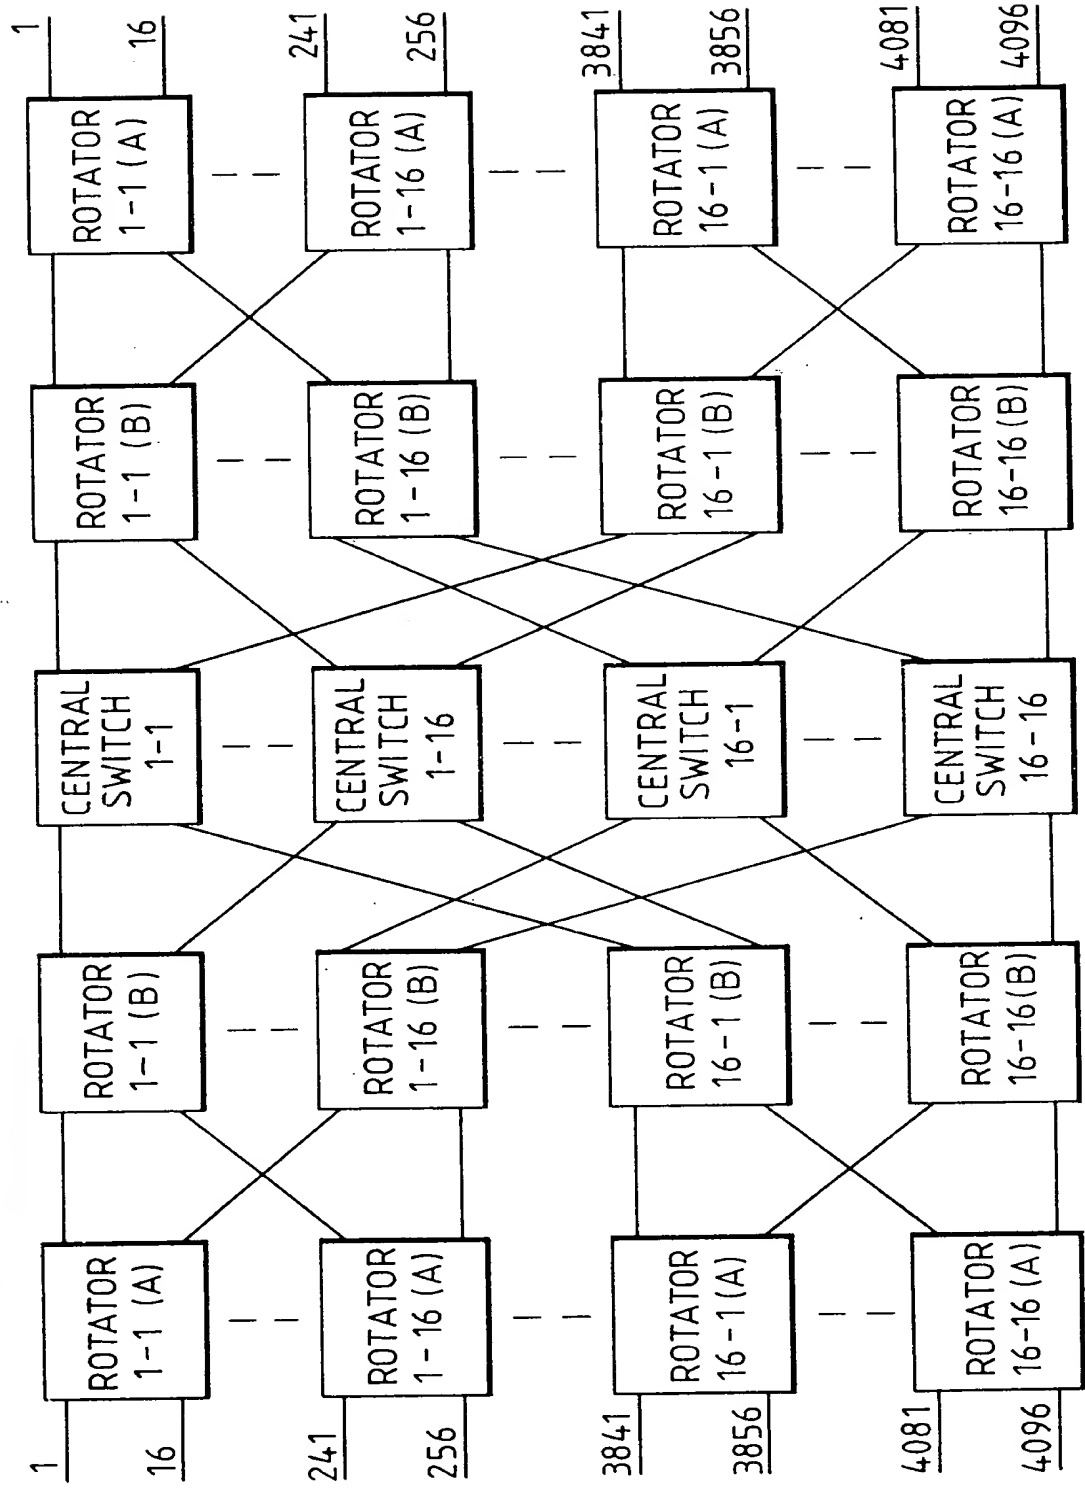 1
16
ROTATOR
1-1 (A)
ROTATOR
1-1 (B)
CENTRAL
SWITCH
1-1
ROTATOR
1-1 (B)
ROTATOR
1-1 (A)
1
16
241
256
ROTATOR
1-16 (A)
ROTATOR
1-16 (B)
CENTRAL
SWITCH
1-16
ROTATOR
1-16 (B)
ROTATOR
1-16 (A)
241
256
3841
3856
ROTATOR
16-1 (A)
ROTATOR
16-1 (B)
CENTRAL
SWITCH
16-1
ROTATOR
16-1 (B)
ROTATOR
16-1 (A)
3841
3856
4081
4096
ROTATOR
16-16 (A)
ROTATOR
16-16 (B)
CENTRAL
SWITCH
16-16
ROTATOR
16-16 (B)
ROTATOR
16-16 (A)
4081
4096